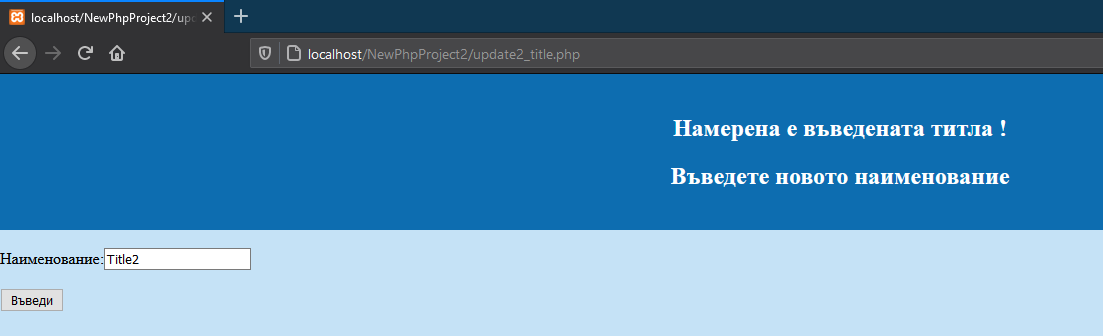 localhost/NewPhpProject2/upd
localhost/NewPhpProject2/update2_title.php
Намерена е въведената титла !
Въведете новото наименование
Наименование:Title2
Въведи